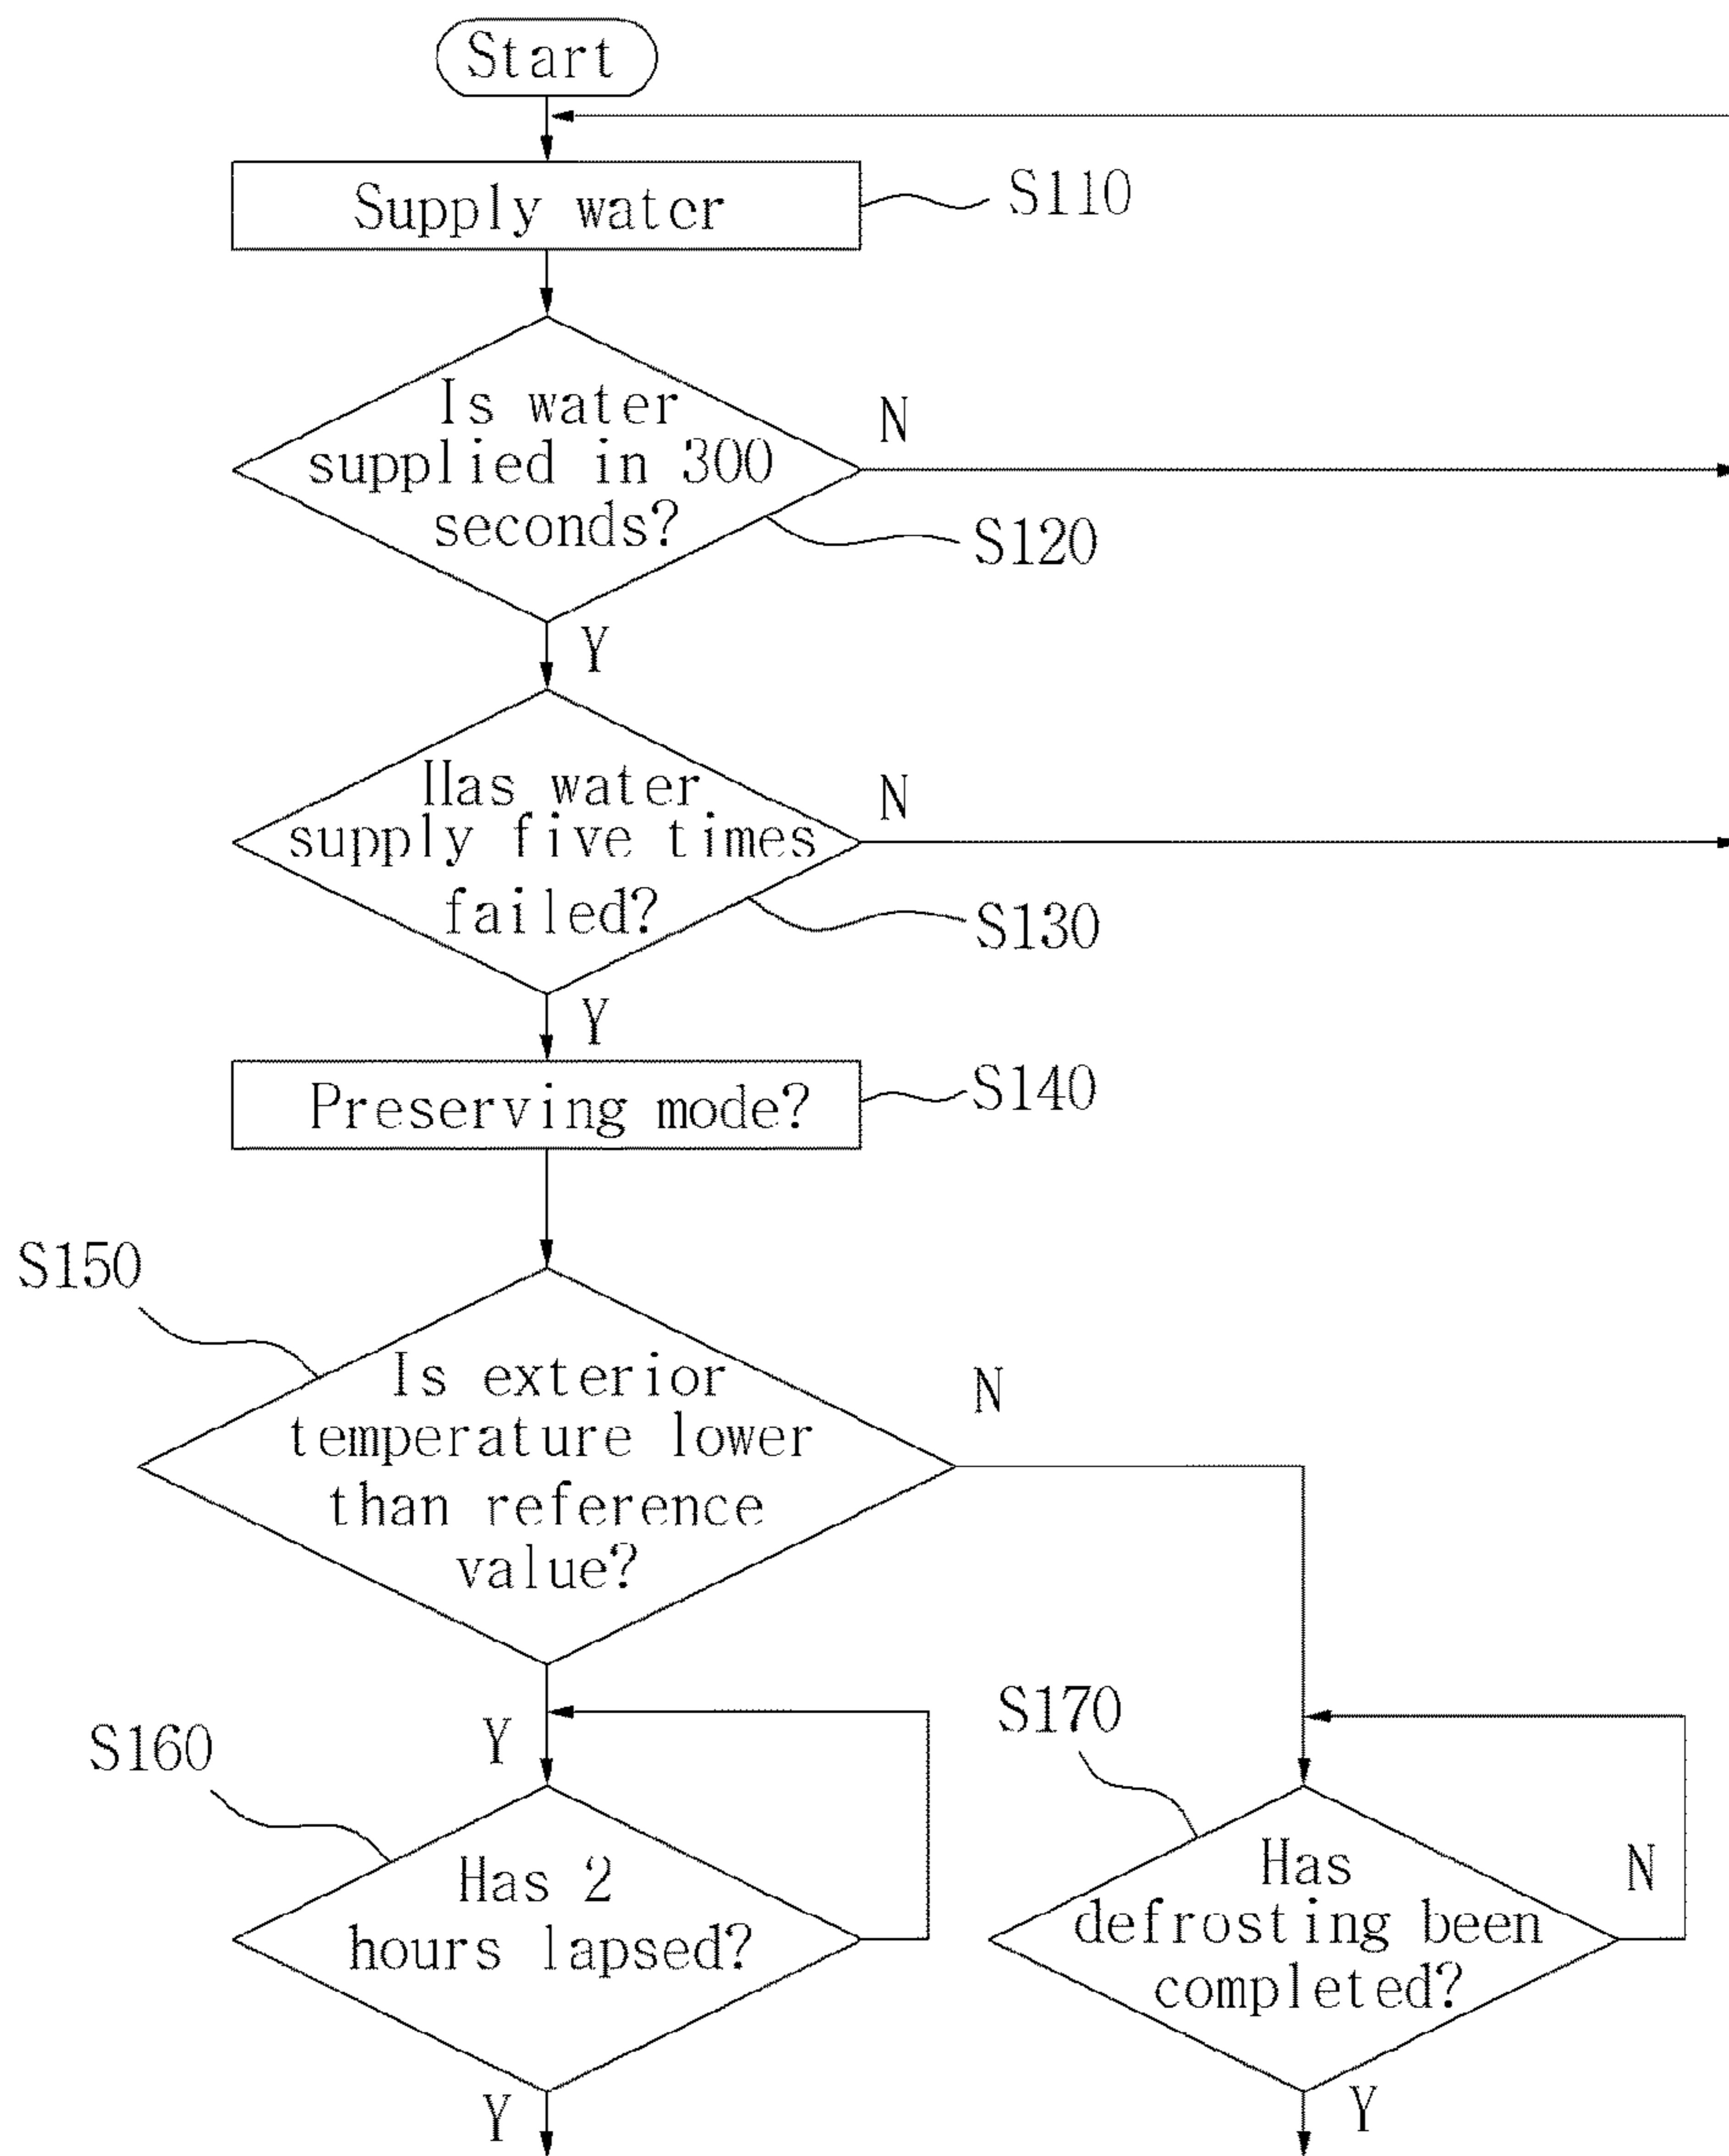 Start
Supply water
S110
Is water
supplied in 300
seconds?
N
S120
Y
Has water
supply five times
failed?
N
S130
Y
Preserving mode?
S140
S150
Is exterior
temperature lower
than reference
value?
N
Y
S160
Has 2
hours lapsed?
S170
Has
defrosting been
completed?
N
Y
Y